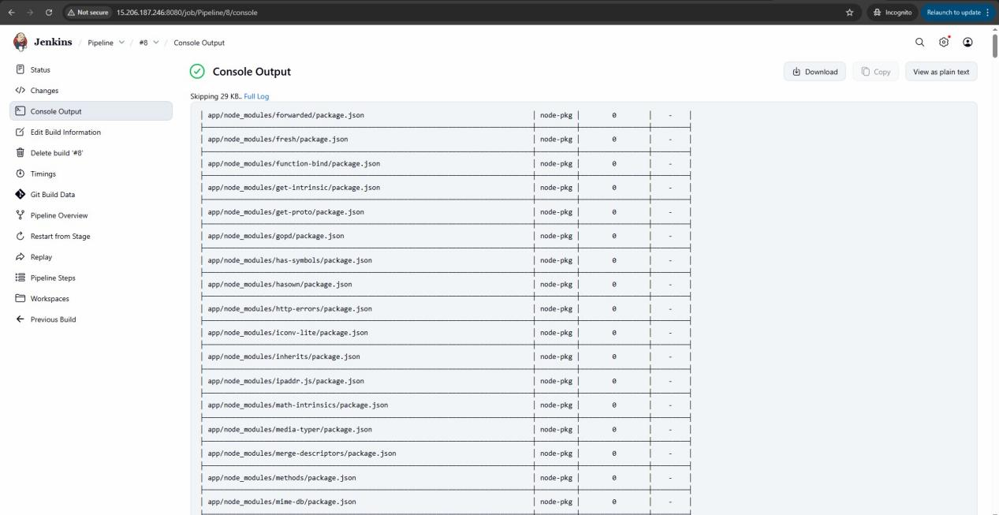 Not secure 15.206.187.246:8080/job/Pipeline/8/console Incognito Relaunch to update
Jenkins / Pipeline / #8 / Console Output
Status
Changes
Console Output
Edit Build Information
Delete build '#8'
Timings
Git Build Data
Pipeline Overview
Restart from Stage
Replay
Pipeline Steps
Workspaces
Previous Build
Console Output Download Copy View as plain text
Skipping 29 KB.. Full Log
│ app/node_modules/forwarded/package.json │ node-pkg │ 0 │ - │
│ app/node_modules/fresh/package.json │ node-pkg │ 0 │ - │
│ app/node_modules/function-bind/package.json │ node-pkg │ 0 │ - │
│ app/node_modules/get-intrinsic/package.json │ node-pkg │ 0 │ - │
│ app/node_modules/get-proto/package.json │ node-pkg │ 0 │ - │
│ app/node_modules/gopd/package.json │ node-pkg │ 0 │ - │
│ app/node_modules/has-symbols/package.json │ node-pkg │ 0 │ - │
│ app/node_modules/hasown/package.json │ node-pkg │ 0 │ - │
│ app/node_modules/http-errors/package.json │ node-pkg │ 0 │ - │
│ app/node_modules/iconv-lite/package.json │ node-pkg │ 0 │ - │
│ app/node_modules/inherits/package.json │ node-pkg │ 0 │ - │
│ app/node_modules/ipaddr.js/package.json │ node-pkg │ 0 │ - │
│ app/node_modules/math-intrinsics/package.json │ node-pkg │ 0 │ - │
│ app/node_modules/media-typer/package.json │ node-pkg │ 0 │ - │
│ app/node_modules/merge-descriptors/package.json │ node-pkg │ 0 │ - │
│ app/node_modules/methods/package.json │ node-pkg │ 0 │ - │
│ app/node_modules/mime-db/package.json │ node-pkg │ 0 │ - │